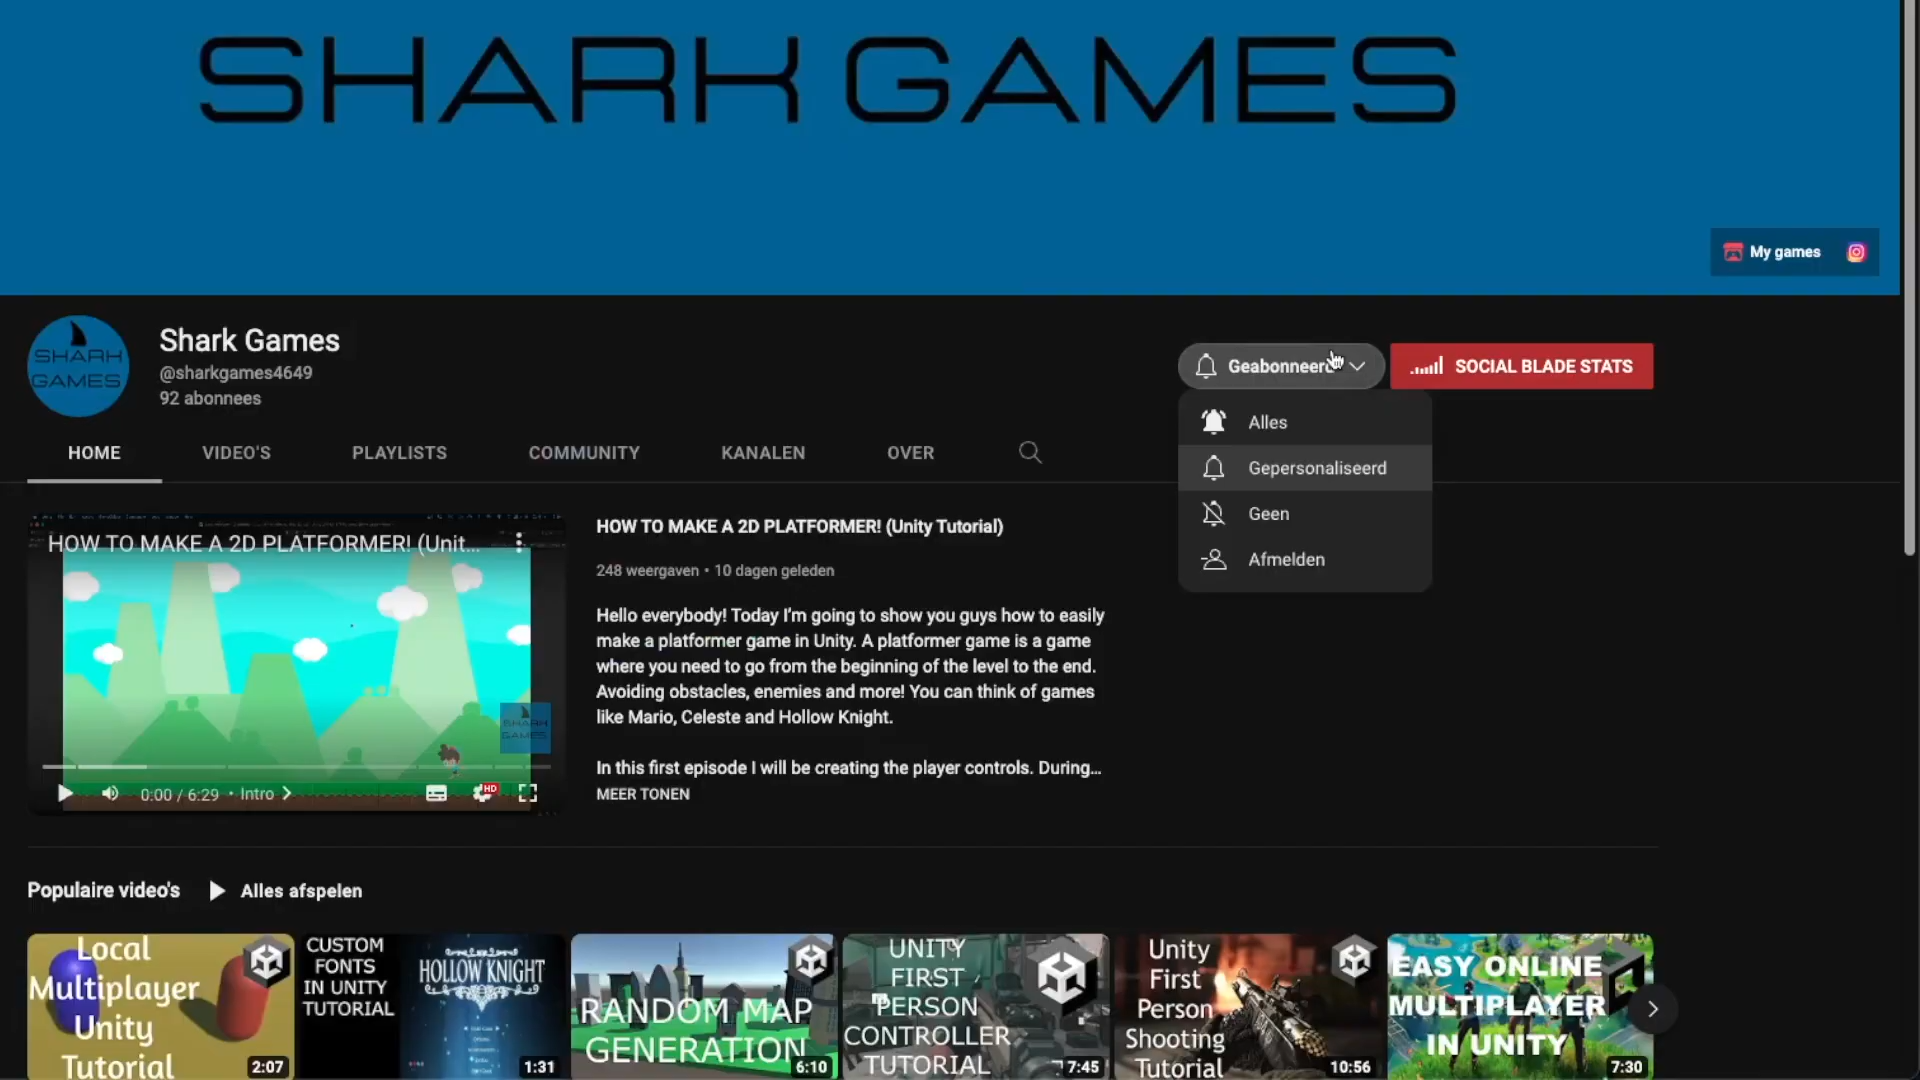 SHARK GAMES
My games
SHARK
GAMES
Shark Games
@sharkgames4649
92 abonnees
Geabonneerd
SOCIAL BLADE STATS
Alles
Gepersonaliseerd
Geen
Afmelden
HOME
VIDEO'S
PLAYLISTS
COMMUNITY
KANALEN
OVER
HOW TO MAKE A 2D PLATFORMER! (Unit...
SHARK
GAMES
0:00 / 6:29 • Intro
HD
HOW TO MAKE A 2D PLATFORMER! (Unity Tutorial)
248 weergaven • 10 dagen geleden
Hello everybody! Today I'm going to show you guys how to easily
make a platformer game in Unity. A platformer game is a game
where you need to go from the beginning of the level to the end.
Avoiding obstacles, enemies and more! You can think of games
like Mario, Celeste and Hollow Knight.
In this first episode I will be creating the player controls. During...
MEER TONEN
Populaire video's
Alles afspelen
Local
Multiplayer
Unity
Tutorial
2:07
CUSTOM
FONTS
IN UNITY
TUTORIAL
HOLLOW KNIGHT
1:31
RANDOM MAP
GENERATION
6:10
UNITY
FIRST
PERSON
CONTROLLER
TUTORIAL
7:45
Unity
First
Person
Shooting
Tutorial
10:56
EASY ONLINE
MULTIPLAYER
IN UNITY
7:30